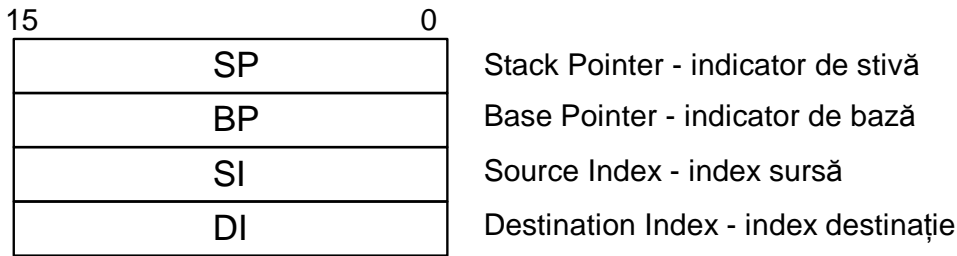 15 0
SP Stack Pointer - indicator de stivă
BP Base Pointer - indicator de bază
SI Source Index - index sursă
DI Destination Index - index destinație